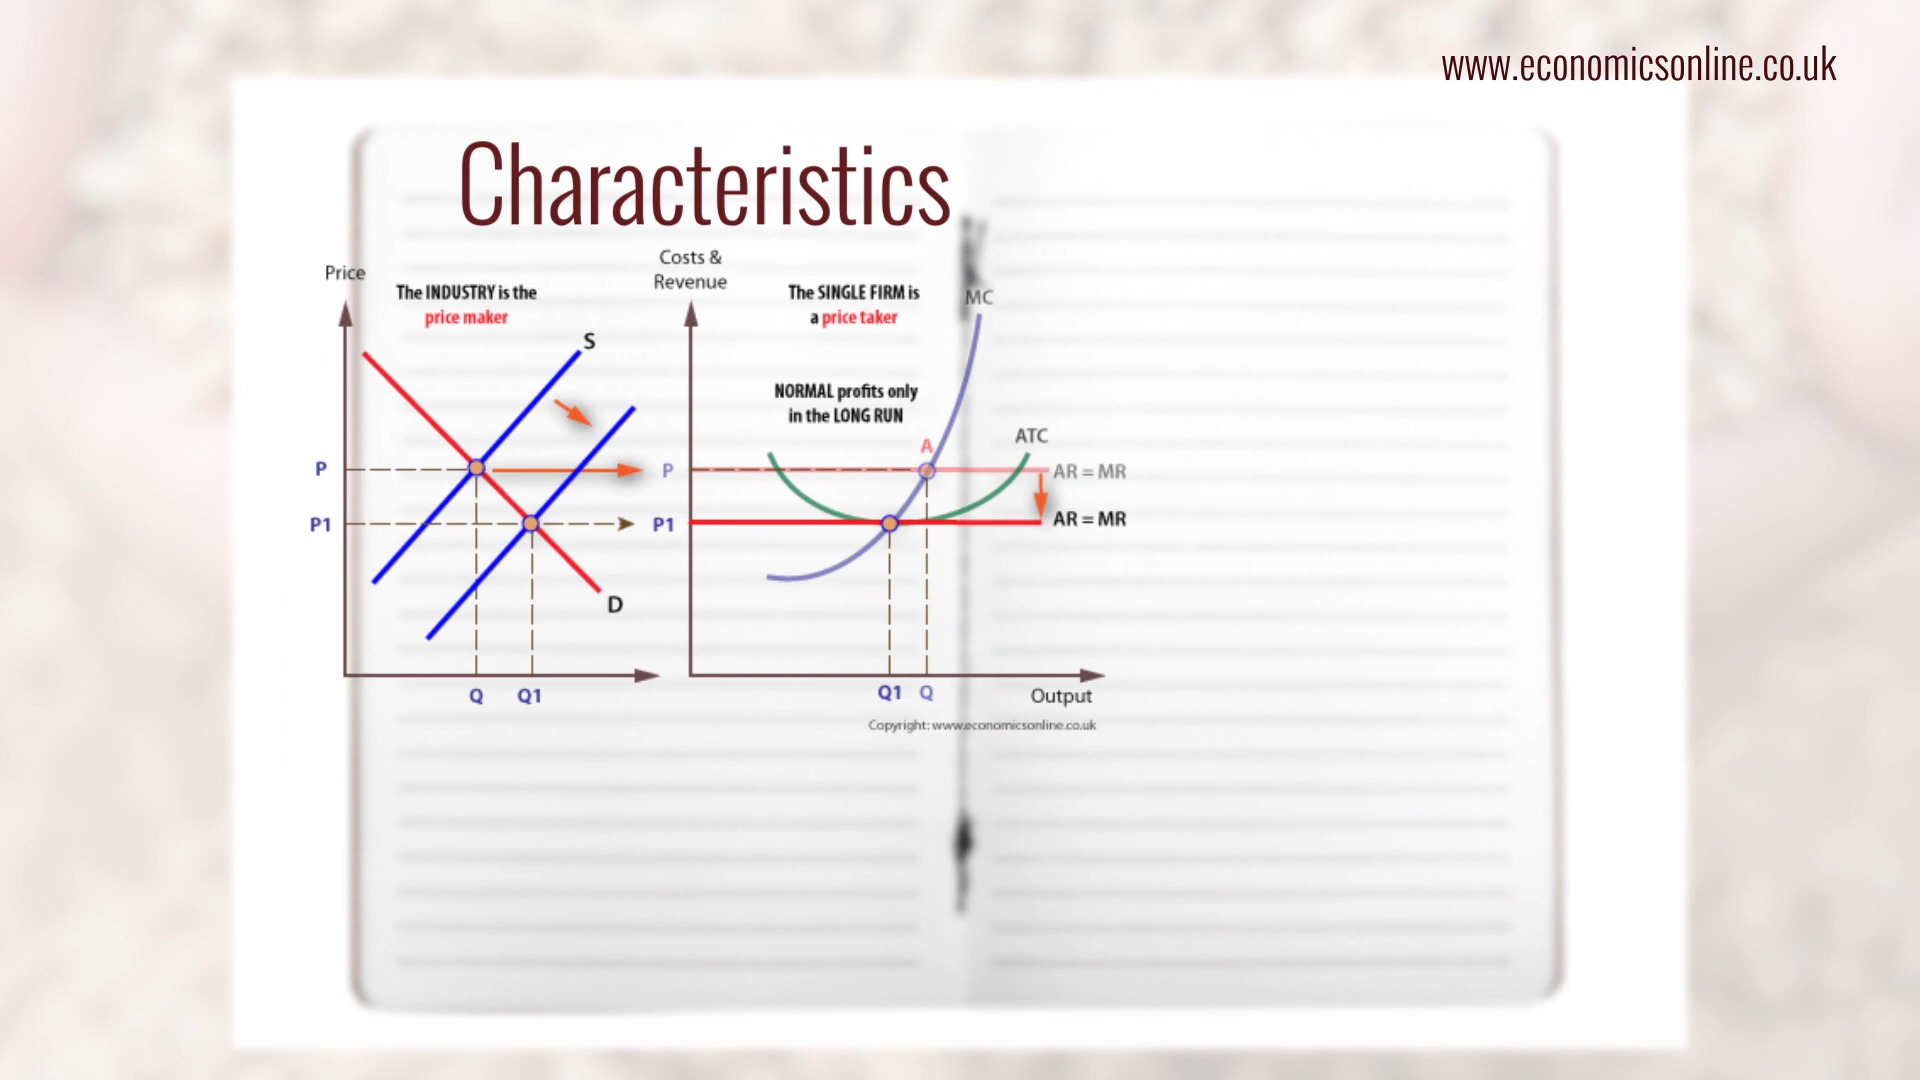 www.economicsonline.co.uk
Characteristics
Price
The INDUSTRY is the
price maker
S
P
P1
D
Q
Q1
Costs &
Revenue
The SINGLE FIRM is
a price taker
MC
NORMAL profits only
in the LONG RUN
A
ATC
P
AR = MR
P1
AR = MR
Q1
Q
Output
Copyright: www.economicsonline.co.uk